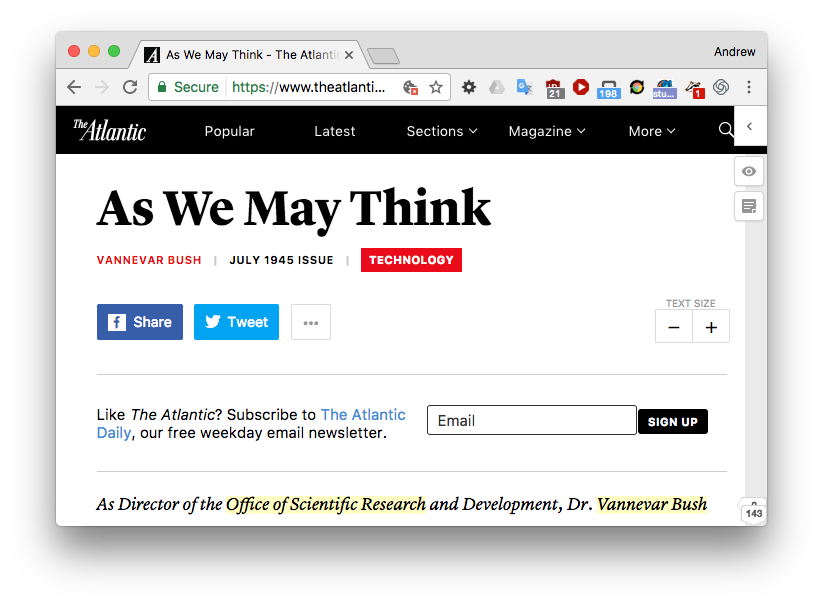 As We May Think - The Atlantic
Andrew
Secure
https://www.theatlanti...
21
198
stu...
1
The Atlantic
Popular
Latest
Sections
Magazine
More
As We May Think
VANNEVAR BUSH | JULY 1945 ISSUE | TECHNOLOGY
TEXT SIZE
f Share
Tweet
...
− +
Like The Atlantic? Subscribe to The Atlantic
Daily, our free weekday email newsletter.
Email
SIGN UP
As Director of the Office of Scientific Research and Development, Dr. Vannevar Bush
143